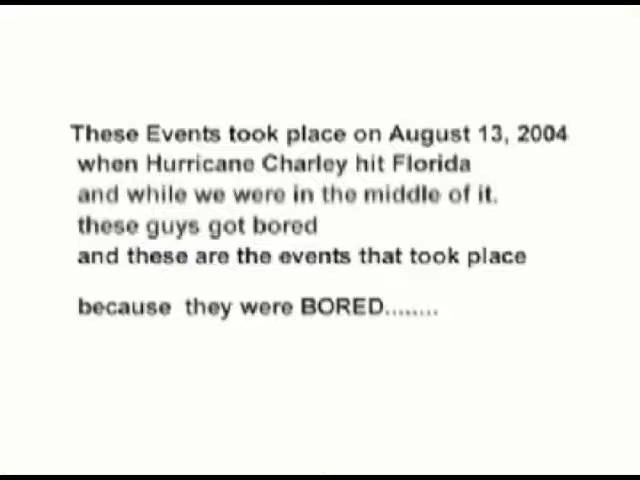 These Events took place on August 13, 2004
when Hurricane Charley hit Florida
and while we were in the middle of it.
these guys got bored
and these are the events that took place
because they were BORED........